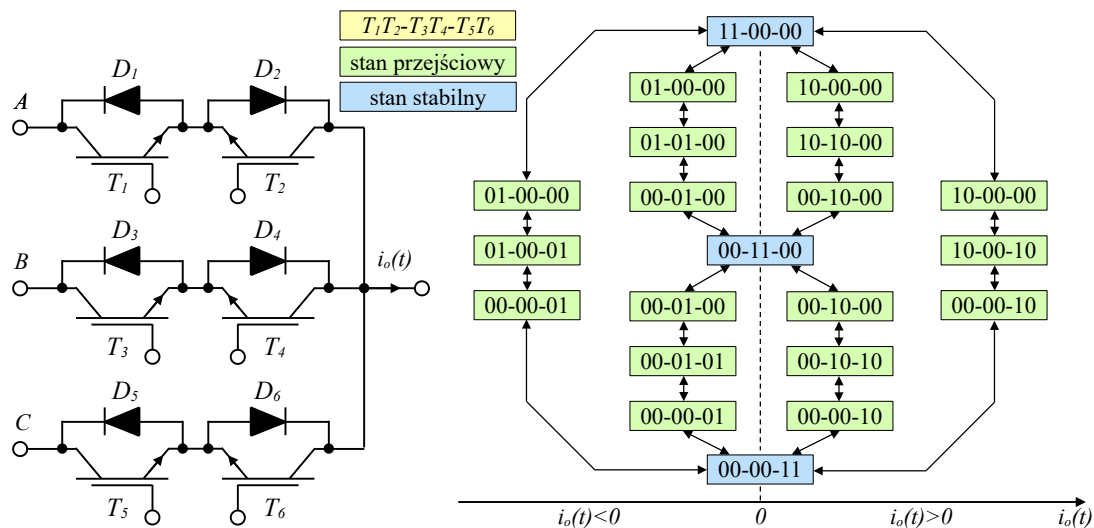 A
D1
D2
T1
T2
B
D3
D4
io(t)
T3
T4
C
D5
D6
T5
T6
T1T2-T3T4-T5T6
stan przejściowy
stan stabilny
11-00-00
01-00-00
10-00-00
01-01-00
10-10-00
00-01-00
00-10-00
01-00-00
01-00-01
00-00-01
10-00-00
10-00-10
00-00-10
00-11-00
00-01-00
00-10-00
00-01-01
00-10-10
00-00-01
00-00-10
00-00-11
io(t)<0
0
io(t)>0
io(t)